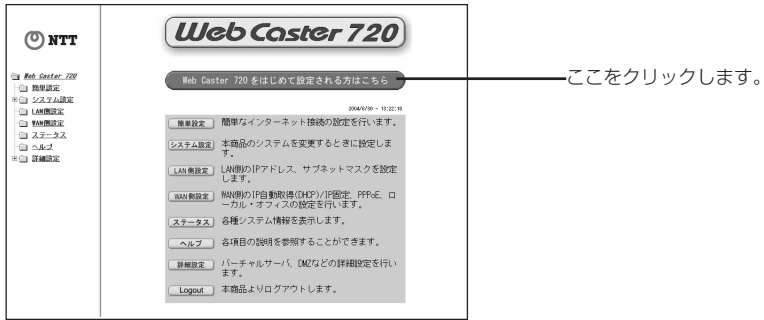 NTT
Web Caster 720
Web Caster 720
簡単設定
システム設定
LAN側設定
WAN側設定
ステータス
ヘルプ
詳細設定
Web Caster 720 をはじめて設定される方はこちら
ここをクリックします。
2004/6/30 - 13:22:18
簡単設定 簡単なインターネット接続の設定を行います。
システム設定 本商品のシステムを変更するときに設定しま
す。
LAN側設定 LAN側のIPアドレス、サブネットマスクを設定
します。
WAN側設定 WAN側のIP自動取得(DHCP)/IP固定、PPPoE、ロ
ーカル・オフィスの設定を行います。
ステータス 各種システム情報を表示します。
ヘルプ 各項目の説明を参照することができます。
詳細設定 バーチャルサーバ、DMZなどの詳細設定を行い
ます。
Logout 本商品よりログアウトします。